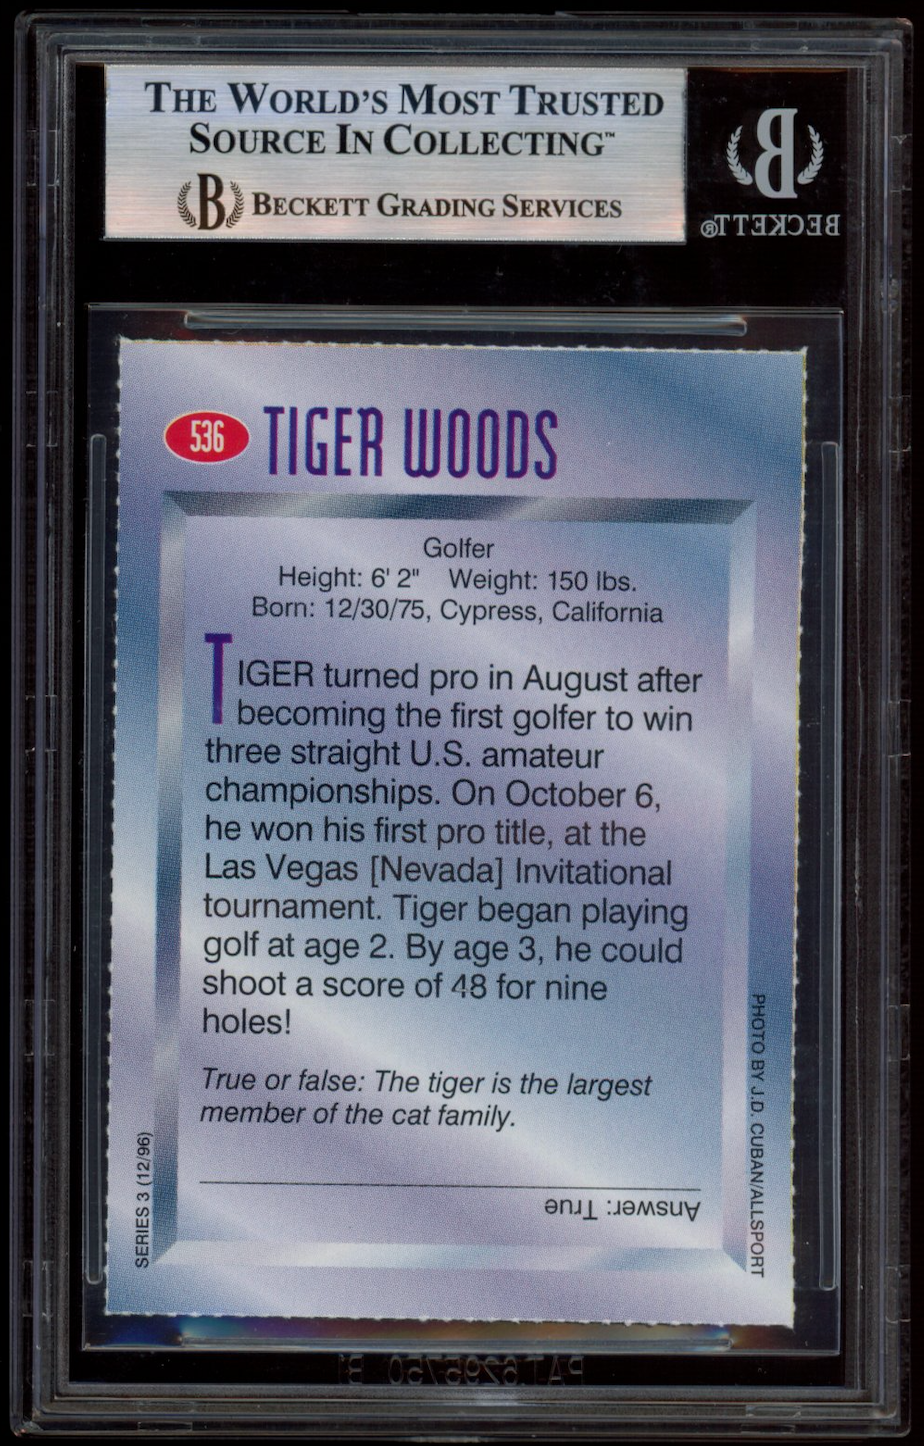 THE WORLD'S MOST TRUSTED
SOURCE IN COLLECTING™
B BECKETT GRADING SERVICES
B
BECKETT®
536 TIGER WOODS
Golfer
Height: 6' 2" Weight: 150 lbs.
Born: 12/30/75, Cypress, California
TIGER turned pro in August after
becoming the first golfer to win
three straight U.S. amateur
championships. On October 6,
he won his first pro title, at the
Las Vegas [Nevada] Invitational
tournament. Tiger began playing
golf at age 2. By age 3, he could
shoot a score of 48 for nine
holes!
True or false: The tiger is the largest
member of the cat family.
Answer: True
SERIES 3 (12/96)
PHOTO BY J.D. CUBAN/ALLSPORT
PAT.5295750